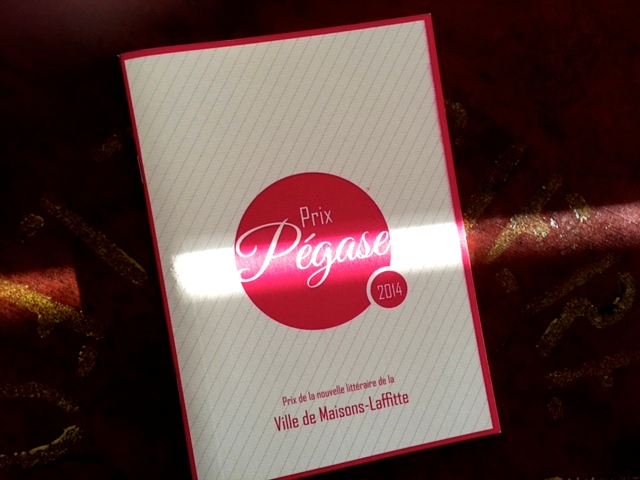 Prix
Pégase
2014
Prix de la nouvelle littéraire de la
Ville de Maisons-Laffitte